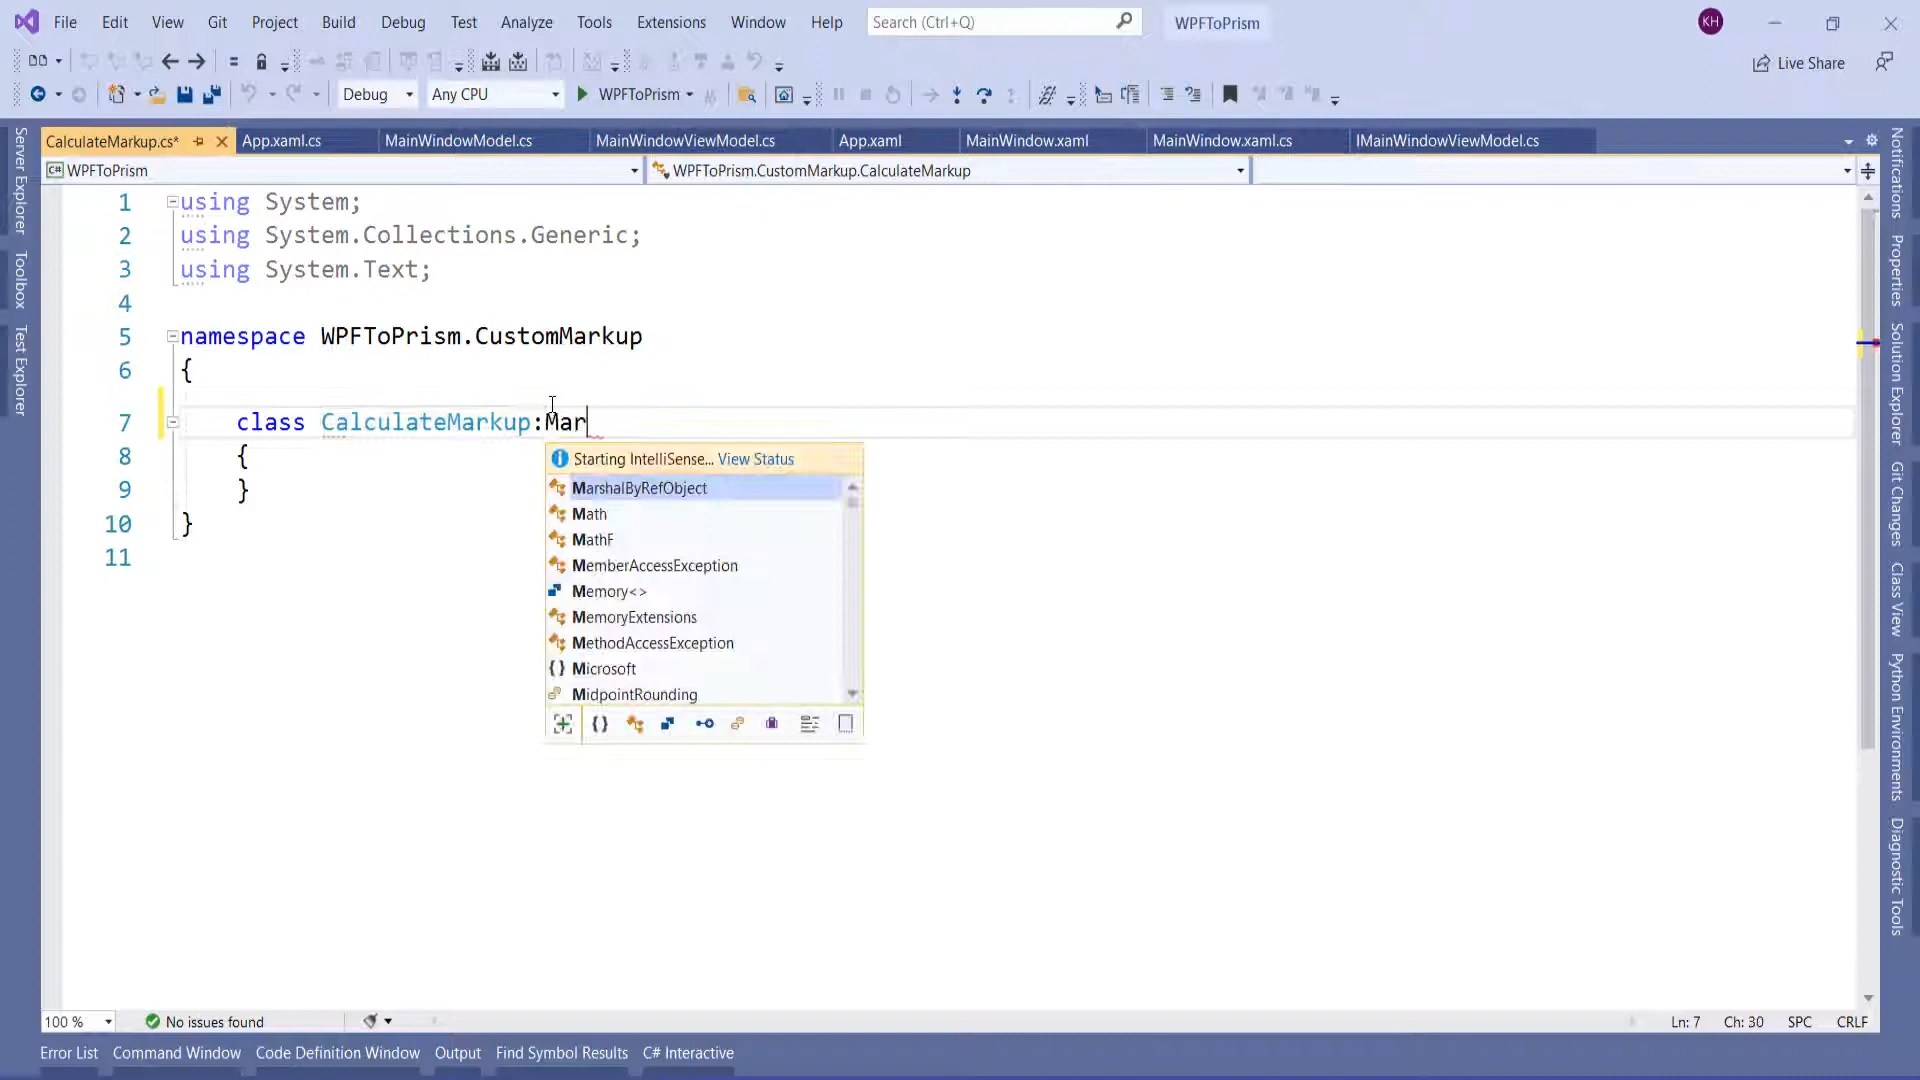 File Edit View Git Project Build Debug Test Analyze Tools Extensions Window Help Search (Ctrl+Q) WPFToPrism KH
Live Share
Debug Any CPU WPFToPrism
CalculateMarkup.cs* App.xaml.cs MainWindowModel.cs MainWindowViewModel.cs App.xaml MainWindow.xaml MainWindow.xaml.cs IMainWindowViewModel.cs
C# WPFToPrism WPFToPrism.CustomMarkup.CalculateMarkup
1 using System;
2 using System.Collections.Generic;
3 using System.Text;
4
5 namespace WPFToPrism.CustomMarkup
6 {
7 class CalculateMarkup:Mar
8 {
9 }
10 }
11
Starting IntelliSense... View Status
MarshalByRefObject
Math
MathF
MemberAccessException
Memory<>
MemoryExtensions
MethodAccessException
{} Microsoft
MidpointRounding
{}
Server Explorer
Toolbox
Test Explorer
Notifications
Properties
Solution Explorer
Git Changes
Class View
Python Environments
Diagnostic Tools
100 % No issues found Ln: 7 Ch: 30 SPC CRLF
Error List Command Window Code Definition Window Output Find Symbol Results C# Interactive